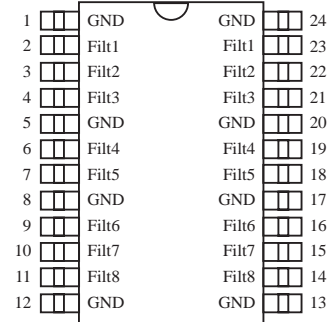 1 GND GND 24
2 Filt1 Filt1 23
3 Filt2 Filt2 22
4 Filt3 Filt3 21
5 GND GND 20
6 Filt4 Filt4 19
7 Filt5 Filt5 18
8 GND GND 17
9 Filt6 Filt6 16
10 Filt7 Filt7 15
11 Filt8 Filt8 14
12 GND GND 13